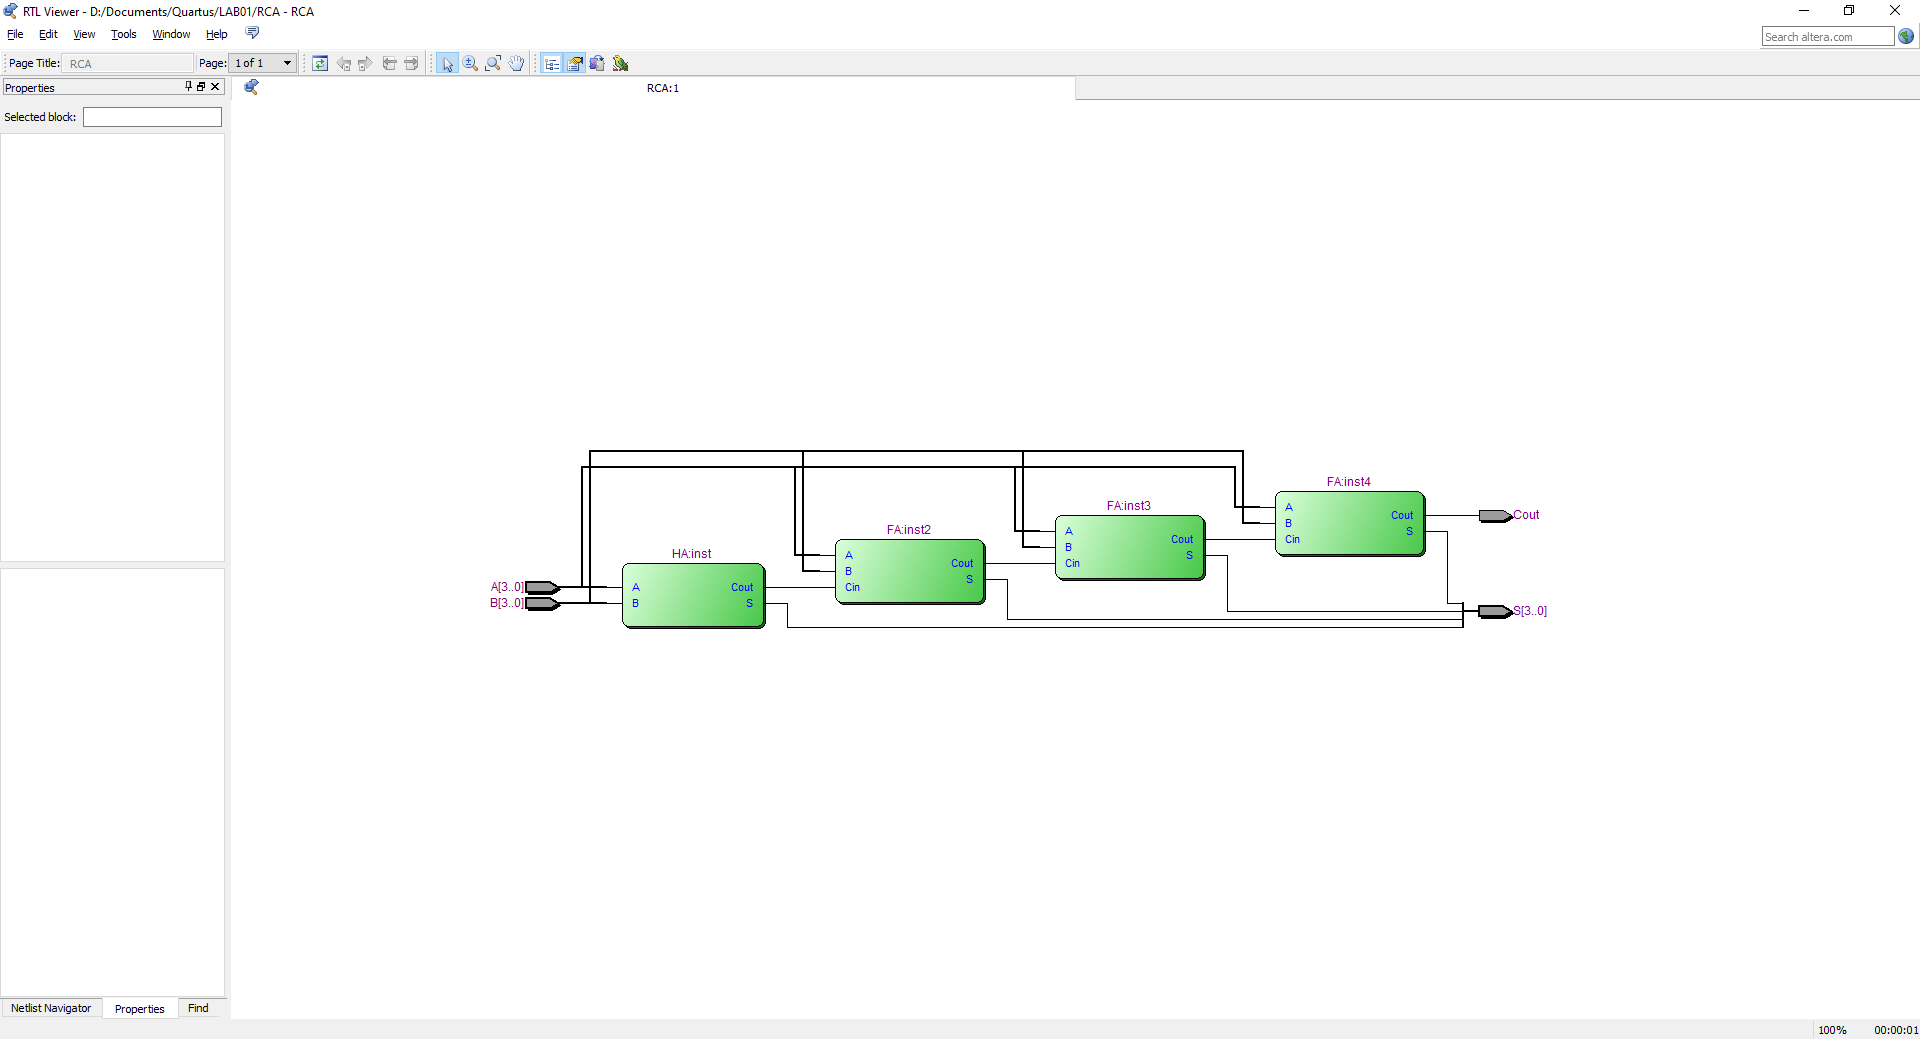 RTL Viewer - D:/Documents/Quartus/LAB01/RCA - RCA
File Edit View Tools Window Help
Search altera.com
Page Title: RCA Page: 1 of 1
Properties
RCA:1
Selected block:
FA:inst4
A
Cout
Cout
B
S
Cin
FA:inst3
A
Cout
B
S
Cin
FA:inst2
A
Cout
B
S
Cin
HA:inst
A[3..0]
A
Cout
B[3..0]
B
S
S[3..0]
Netlist Navigator Properties Find
100% 00:00:01